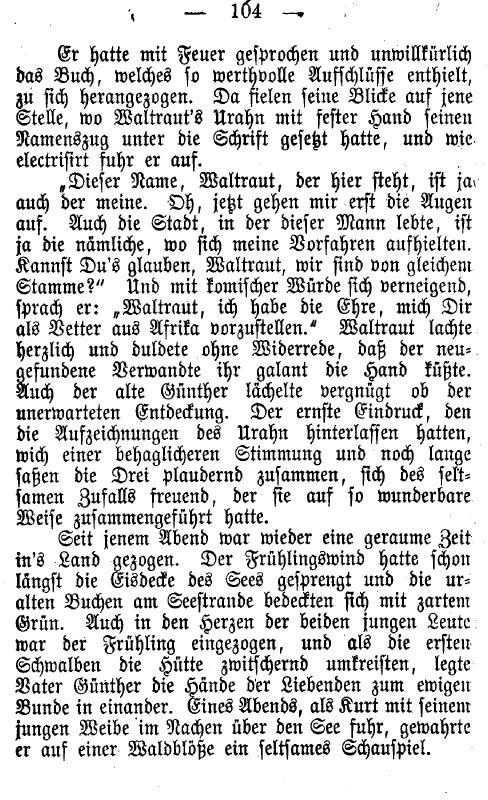 — 104 —
Er hatte mit Feuer gesprochen und unwillkürlich
das Buch, welches so werthvolle Aufschlüsse enthielt,
zu sich herangezogen. Da fielen seine Blicke auf jene
Stelle, wo Waltraut's Urahn mit fester Hand seinen
Namenszug unter die Schrift gesetzt hatte, und wie
electrisirt fuhr er auf.
„Dieser Name, Waltraut, der hier steht, ist ja
auch der meine. Oh, jetzt gehen mir erst die Augen
auf. Auch die Stadt, in der dieser Mann lebte, ist
ja die nämliche, wo sich meine Vorfahren aufhielten.
Kannst Du's glauben, Waltraut, wir sind von gleichem
Stamme?“ Und mit komischer Würde sich verneigend,
sprach er: „Waltraut, ich habe die Ehre, mich Dir
als Vetter aus Afrika vorzustellen.“ Waltraut lachte
herzlich und duldete ohne Widerrede, daß der neu-
gefundene Verwandte ihr galant die Hand küßte.
Auch der alte Günther lächelte vergnügt ob der
unerwarteten Entdeckung. Der ernste Eindruck, den
die Aufzeichnungen des Urahn hinterlassen hatten,
wich einer behaglicheren Stimmung und noch lange
saßen die Drei plaudernd zusammen, sich des selt-
samen Zufalls freuend, der sie auf so wunderbare
Weise zusammengeführt hatte.
Seit jenem Abend war wieder eine geraume Zeit
in's Land gezogen. Der Frühlingswind hatte schon
längst die Eisdecke des Sees gesprengt und die ur-
alten Buchen am Seestrande bedeckten sich mit zartem
Grün. Auch in den Herzen der beiden jungen Leute
war der Frühling eingezogen, und als die ersten
Schwalben die Hütte zwitschernd umkreisten, legte
Vater Günther die Hände der Liebenden zum ewigen
Bunde in einander. Eines Abends, als Kurt mit seinem
jungen Weibe im Nachen über den See fuhr, gewahrte
er auf einer Waldblöße ein seltsames Schauspiel.